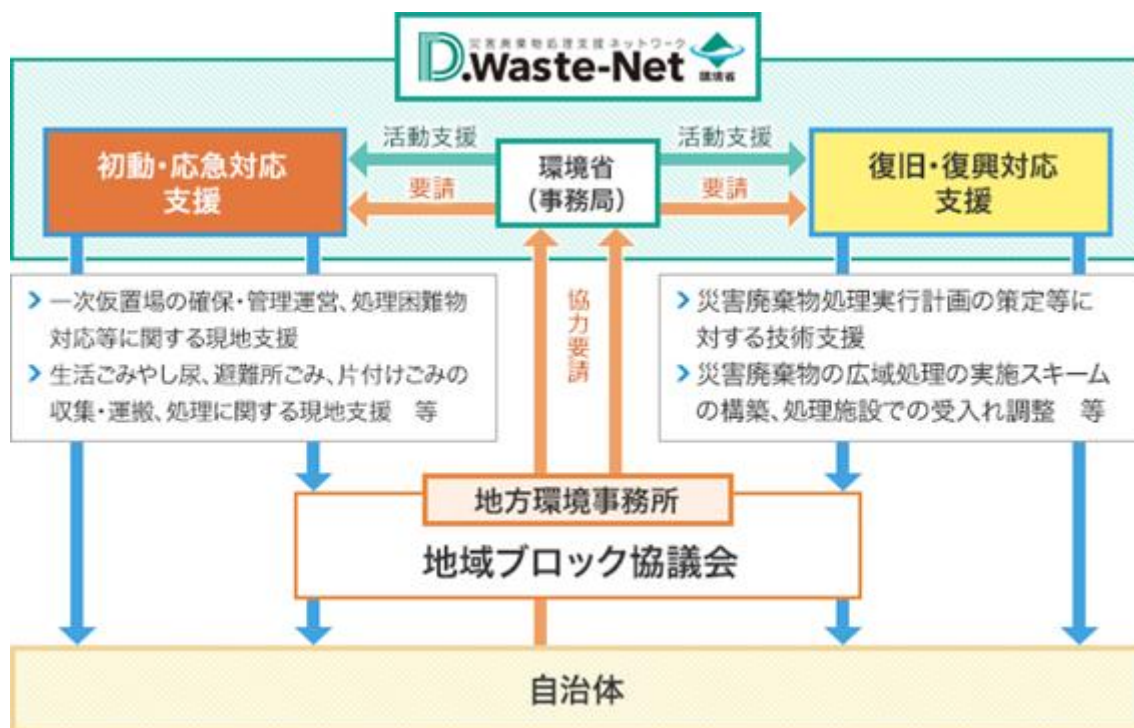 災害廃棄物処理支援ネットワーク
D.Waste-Net
環境省
初動・応急対応
支援
活動支援
要請
環境省
（事務局）
活動支援
要請
復旧・復興対応
支援
一次仮置場の確保・管理運営、処理困難物
対応等に関する現地支援
生活ごみやし尿、避難所ごみ、片付けごみの
収集・運搬、処理に関する現地支援　等
協力要請
災害廃棄物処理実行計画の策定等に
対する技術支援
災害廃棄物の広域処理の実施スキーム
の構築、処理施設での受入れ調整　等
地方環境事務所
地域ブロック協議会
自治体